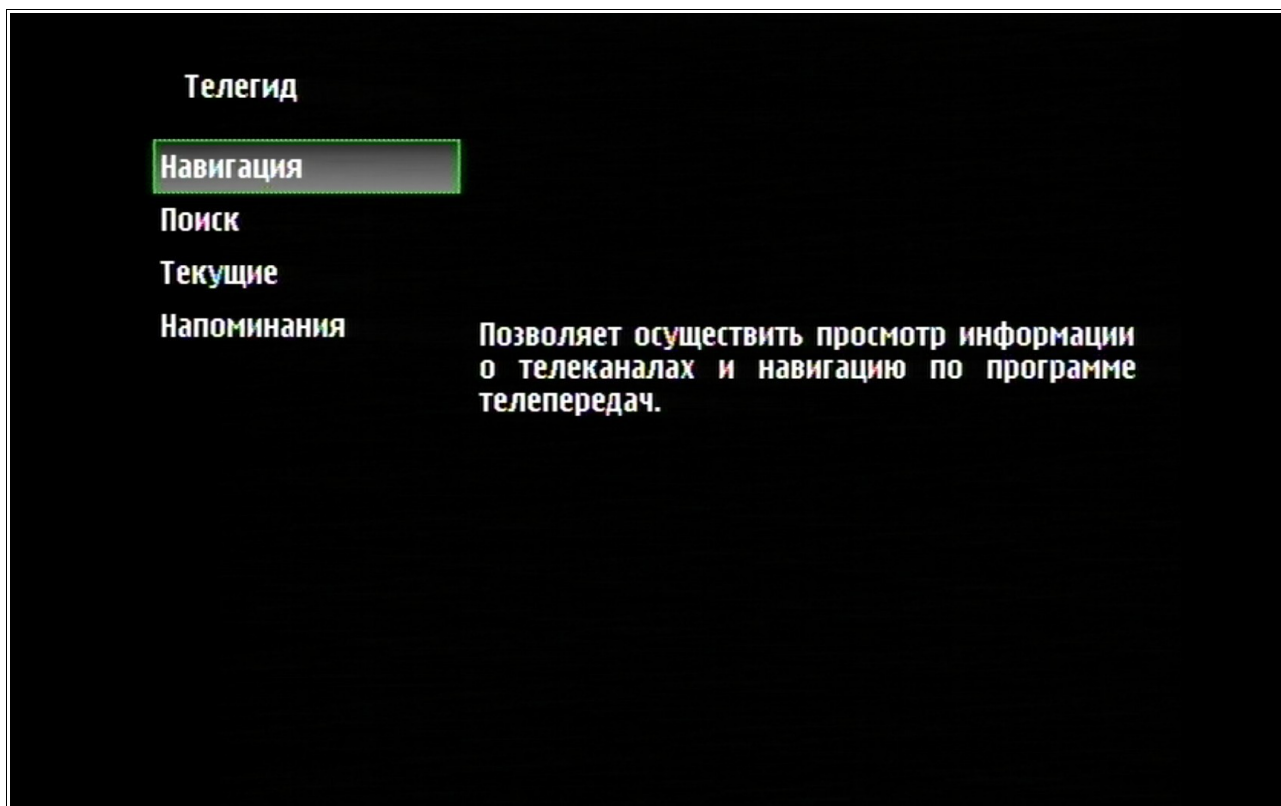 Телегид
Навигация
Поиск
Текущие
Напоминания
Позволяет осуществить просмотр информации
о телеканалах и навигацию по программе
телепередач.